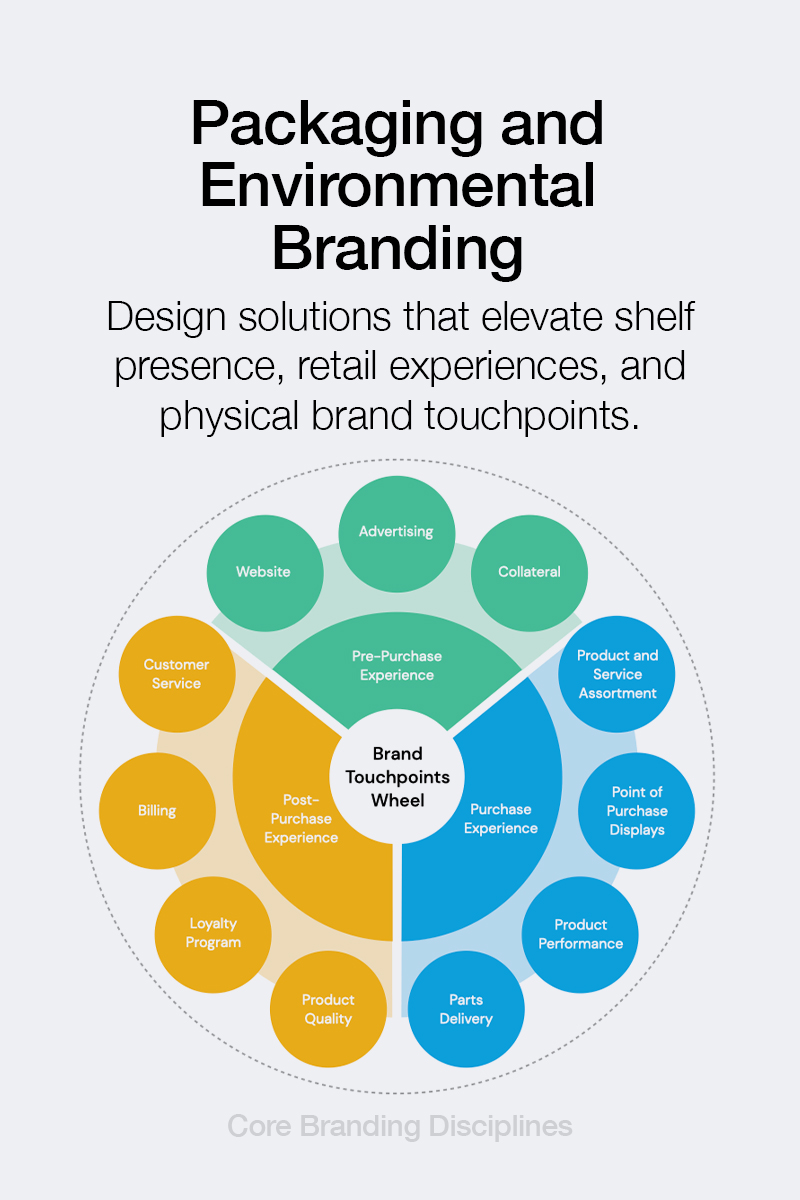 Packaging and
Environmental
Branding
Design solutions that elevate shelf
presence, retail experiences, and
physical brand touchpoints.
Advertising
Website
Collateral
Pre-Purchase
Experience
Customer
Service
Product and
Service
Assortment
Brand
Touchpoints
Wheel
Billing
Post-
Purchase
Experience
Purchase
Experience
Point of
Purchase
Displays
Loyalty
Program
Product
Performance
Product
Quality
Parts
Delivery
Core Branding Disciplines